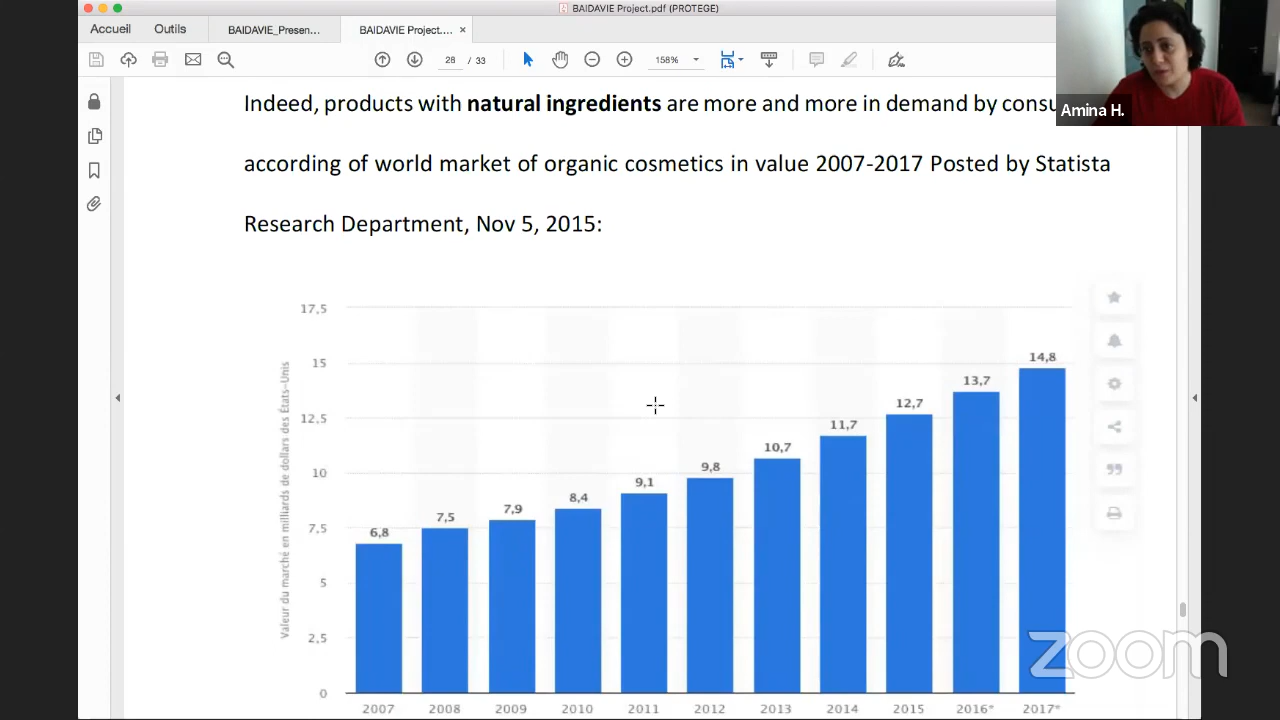 BAIDAVIE Project.pdf (PROTEGE)
Accueil Outils BAIDAVIE_Presen... BAIDAVIE Project.... ×
28 / 33 158%
Amina H.
Indeed, products with natural ingredients are more and more in demand by
according of world market of organic cosmetics in value 2007-2017 Posted by Statista
Research Department, Nov 5, 2015:
Valeur du marché en milliards de dollars des États-Unis
17,5
15
12,5
10
7,5
5
2,5
0
6,8
7,5
7,9
8,4
9,1
9,8
10,7
11,7
12,7
13,7
14,8
2007 2008 2009 2010 2011 2012 2013 2014 2015 2016* 2017*
zoom